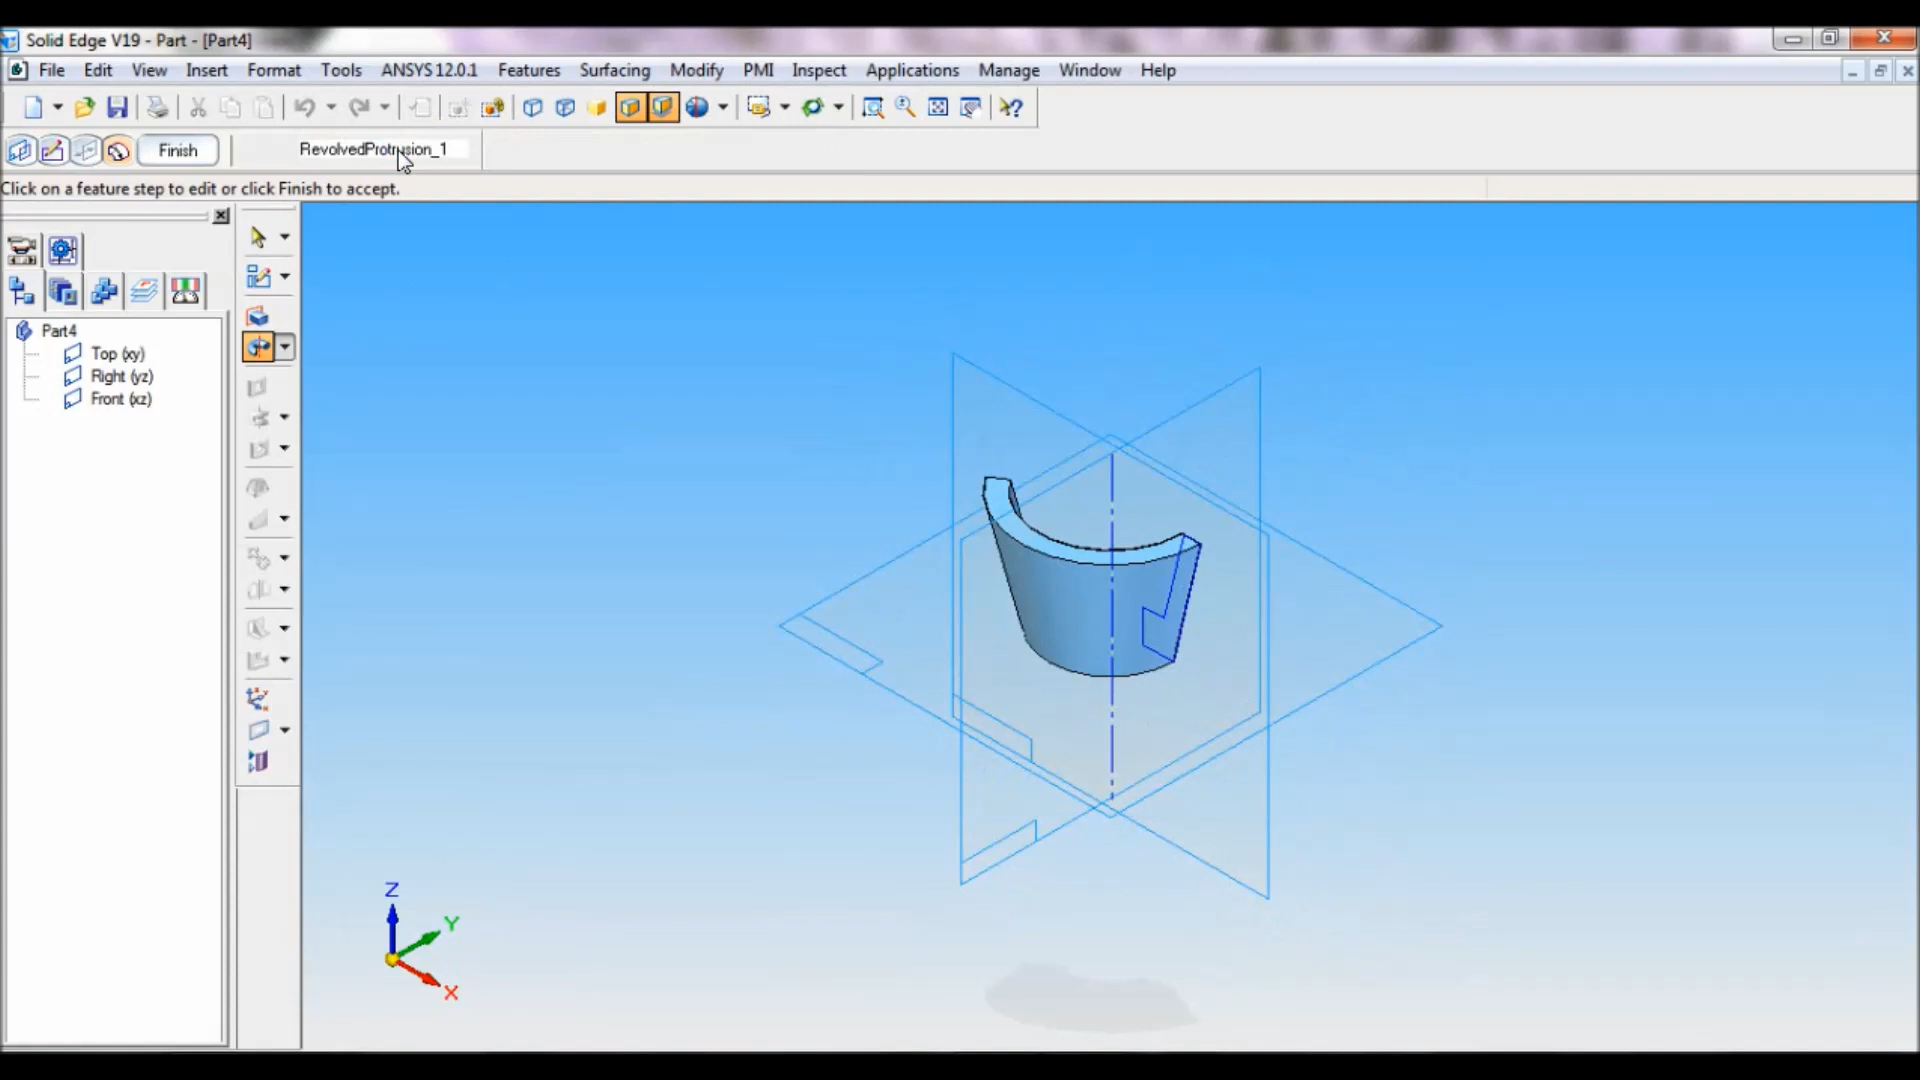 Solid Edge V19 - Part - [Part4]
File Edit View Insert Format Tools ANSYS 12.0.1 Features Surfacing Modify PMI Inspect Applications Manage Window Help
Finish RevolvedProtrusion_1
Click on a feature step to edit or click Finish to accept.
Part4
Top (xy)
Right (yz)
Front (xz)
Z
Y
X